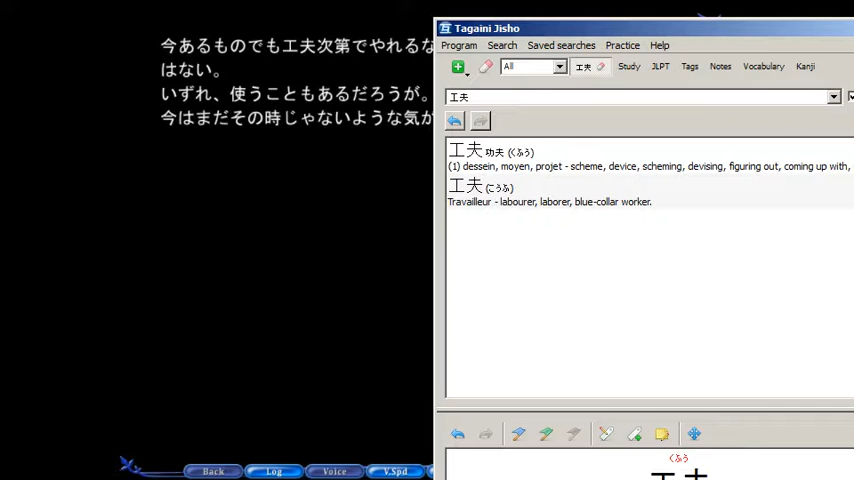 今あるものでも工夫次第でやれるな
はない。
いずれ、使うこともあるだろうが。
今はまだその時じゃないような気が
Back
Log
Voice
V.Spd
Tagaini Jisho
Program Search Saved searches Practice Help
All 工夫 Study JLPT Tags Notes Vocabulary Kanji
工夫
工夫 功夫 (くふう)
(1) dessein, moyen, projet - scheme, device, scheming, devising, figuring out, coming up with,
工夫 (こうふ)
Travailleur - labourer, laborer, blue-collar worker.
くふう
工夫